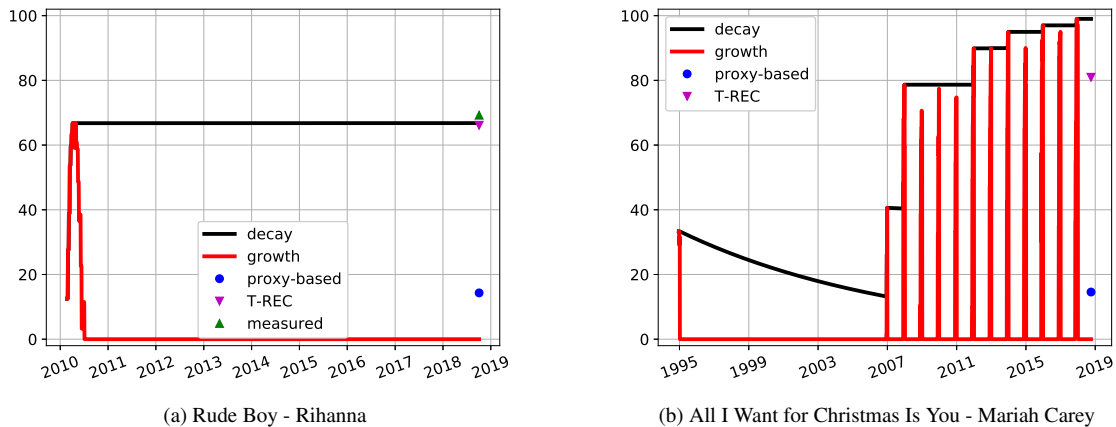 100
80
60
40
20
0
decay
growth
proxy-based
T-REC
measured
2010 2011 2012 2013 2014 2015 2016 2017 2018 2019
(a) Rude Boy - Rihanna
100
80
60
40
20
0
decay
growth
proxy-based
T-REC
1995 1999 2003 2007 2011 2015 2019
(b) All I Want for Christmas Is You - Mariah Carey